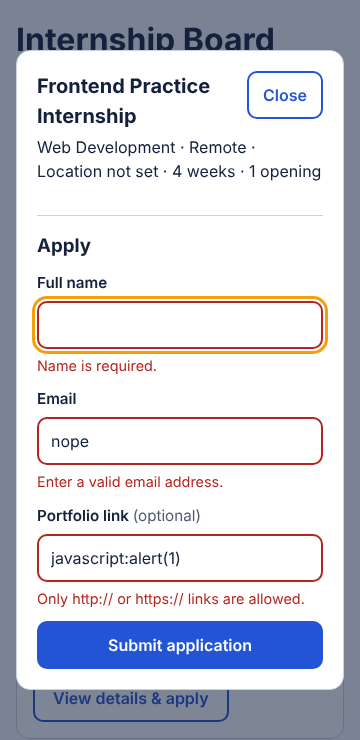 Internship Board
Frontend Practice
Internship
Close
Web Development · Remote ·
Location not set · 4 weeks · 1 opening
Apply
Full name
Name is required.
Email
nope
Enter a valid email address.
Portfolio link (optional)
javascript:alert(1)
Only http:// or https:// links are allowed.
Submit application
View details & apply